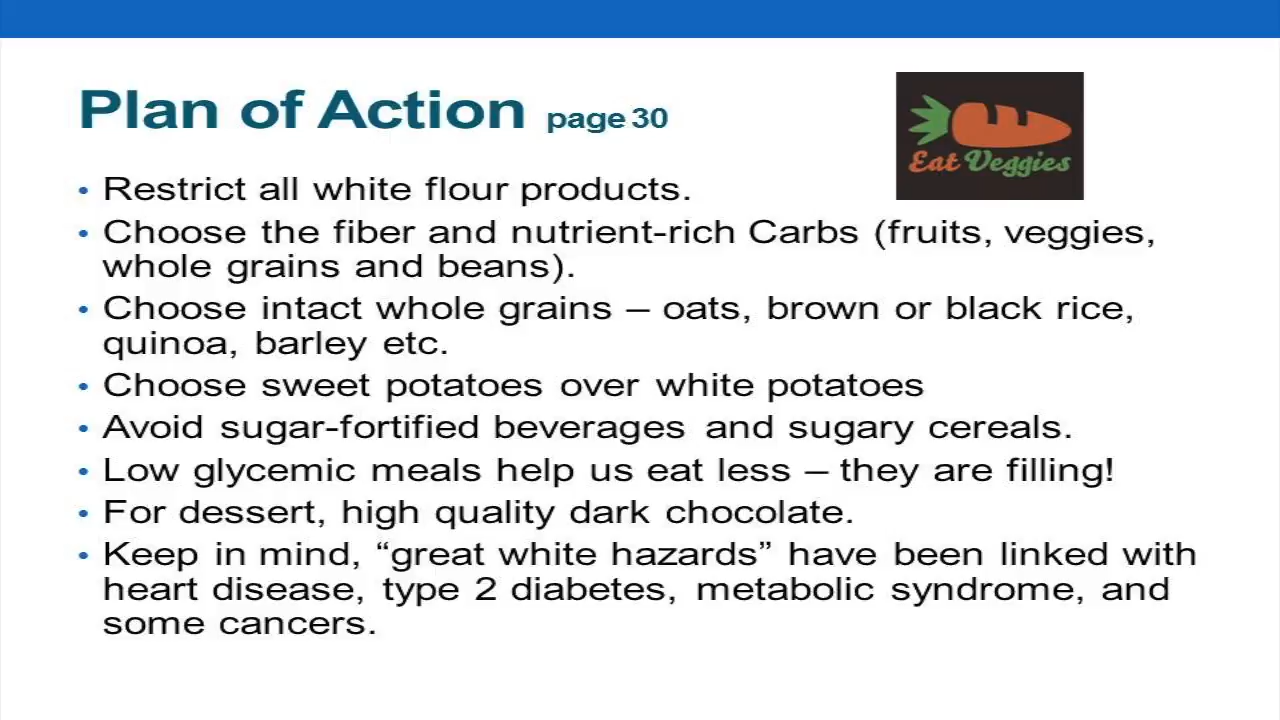 Plan of Action page 30
Eat Veggies
• Restrict all white flour products.
• Choose the fiber and nutrient-rich Carbs (fruits, veggies,
whole grains and beans).
• Choose intact whole grains – oats, brown or black rice,
quinoa, barley etc.
• Choose sweet potatoes over white potatoes
• Avoid sugar-fortified beverages and sugary cereals.
• Low glycemic meals help us eat less – they are filling!
• For dessert, high quality dark chocolate.
• Keep in mind, “great white hazards” have been linked with
heart disease, type 2 diabetes, metabolic syndrome, and
some cancers.